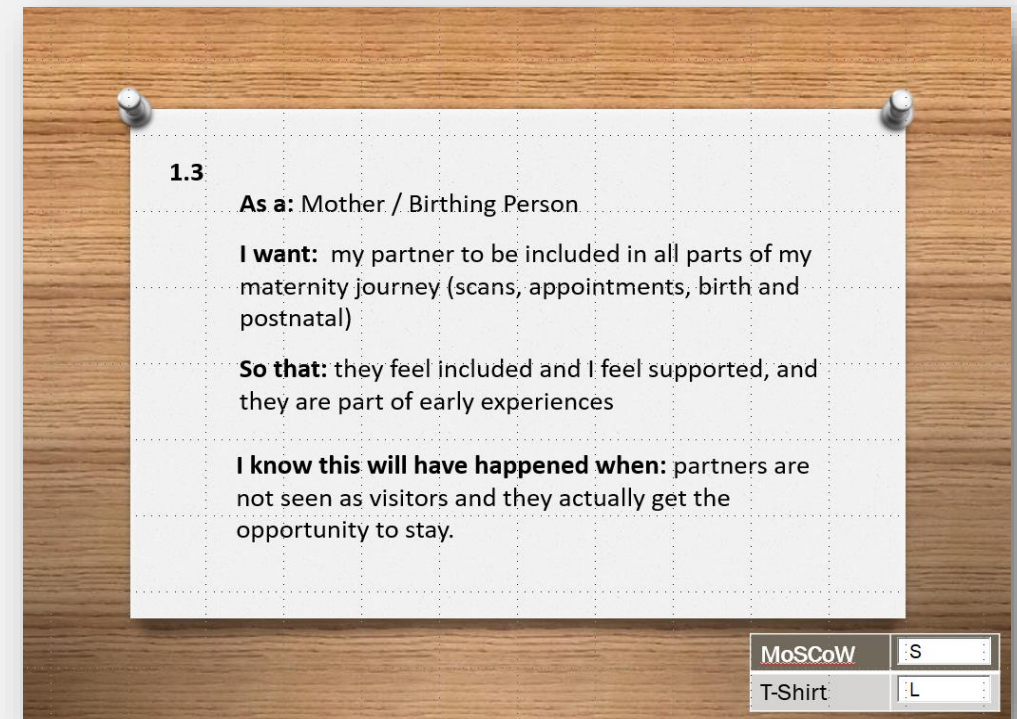 1.3
As a: Mother / Birthing Person
I want: my partner to be included in all parts of my
maternity journey (scans, appointments, birth and
postnatal)
So that: they feel included and I feel supported, and
they are part of early experiences
I know this will have happened when: partners are
not seen as visitors and they actually get the
opportunity to stay.
MoSCoW S
T-Shirt L